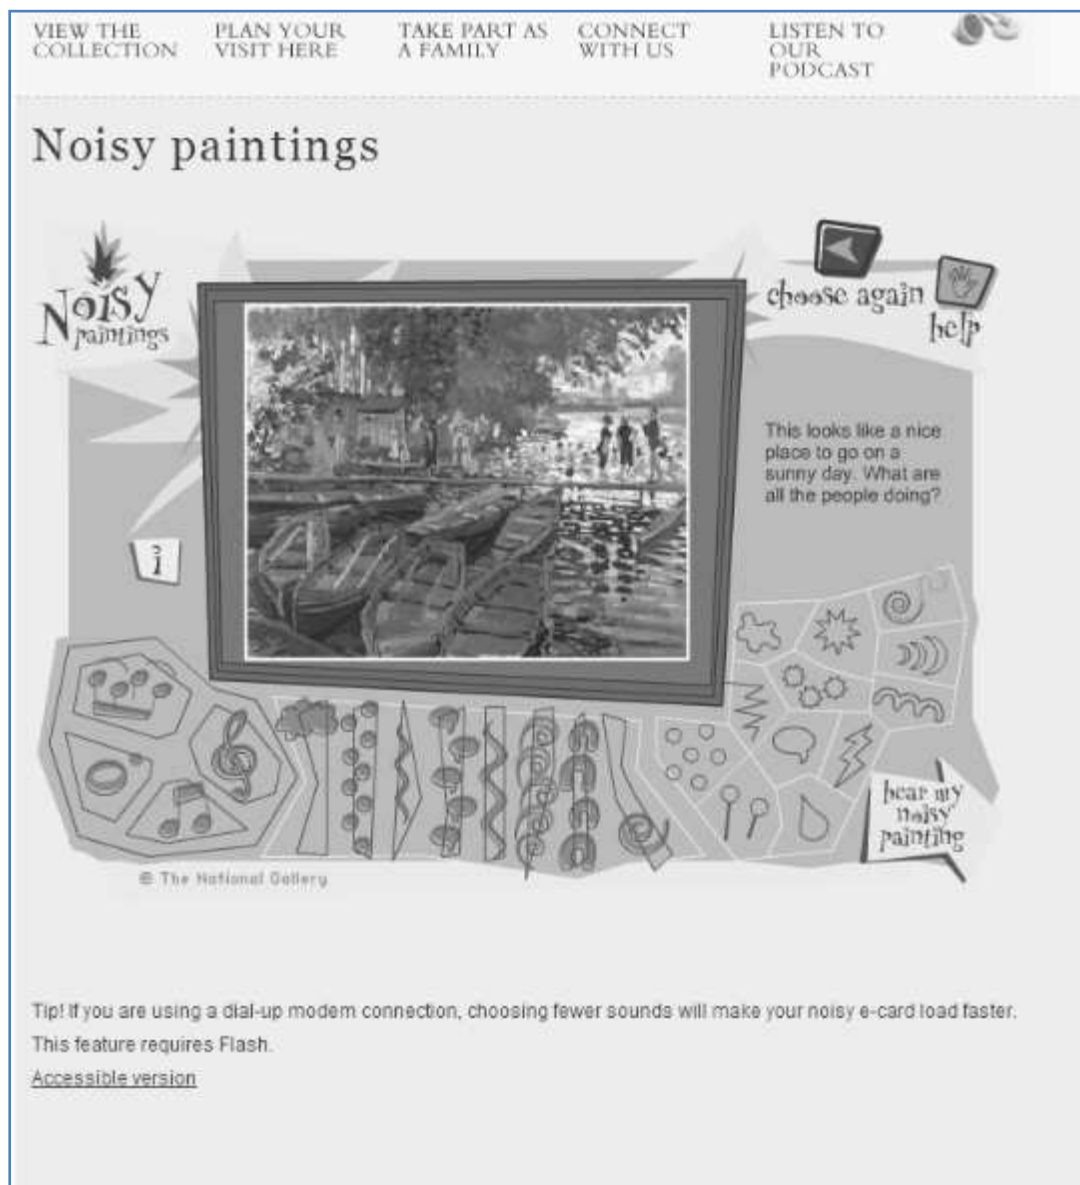 VIEW THE
COLLECTION
PLAN YOUR
VISIT HERE
TAKE PART AS
A FAMILY
CONNECT
WITH US
LISTEN TO
OUR
PODCAST
Noisy paintings
Noisy
paintings
choose again
help
This looks like a nice
place to go on a
sunny day. What are
all the people doing?
i
hear my
noisy
painting
© The National Gallery
Tip! If you are using a dial-up modem connection, choosing fewer sounds will make your noisy e-card load faster.
This feature requires Flash.
Accessible version